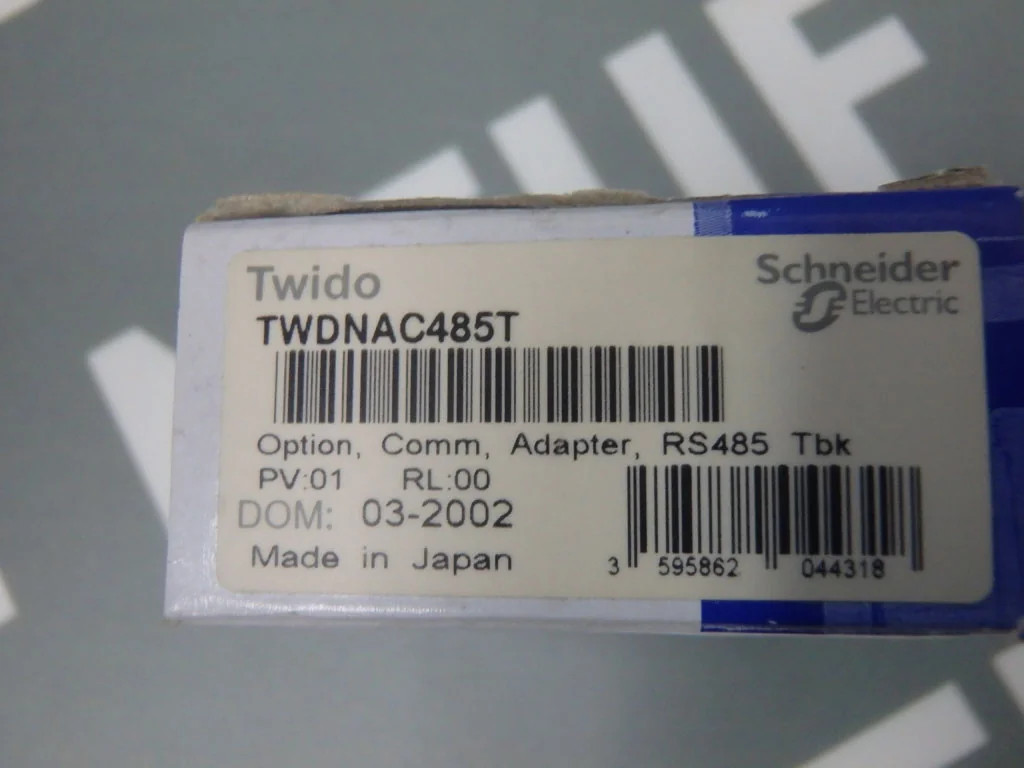 Twido
Schneider
Electric
TWDNAC485T
Option, Comm, Adapter, RS485 Tbk
PV:01 RL:00
DOM: 03-2002
Made in Japan
3 595862 044318